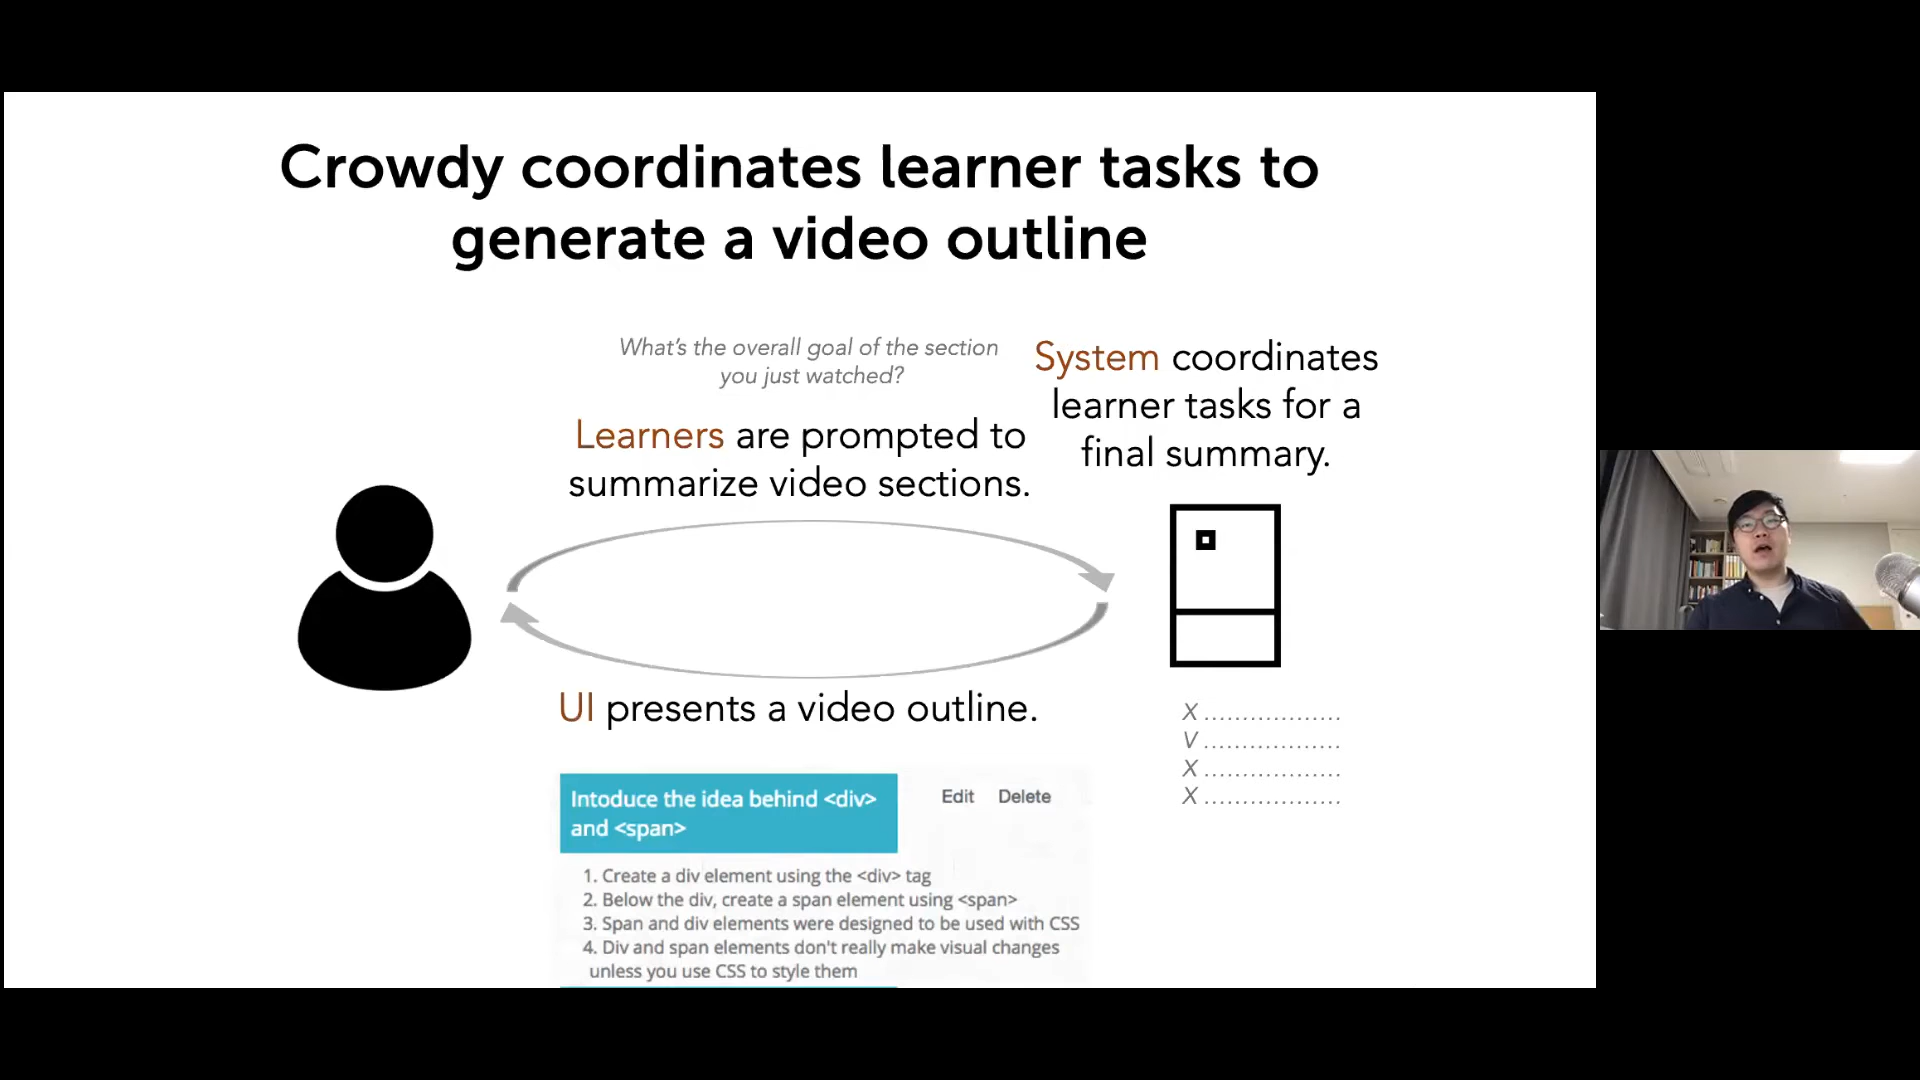 Crowdy coordinates learner tasks to
generate a video outline
What's the overall goal of the section
you just watched?
Learners are prompted to
summarize video sections.
System coordinates
learner tasks for a
final summary.
UI presents a video outline.
X ..................
V ..................
X ..................
X ..................
Intoduce the idea behind <div>
and <span>
Edit Delete
1. Create a div element using the <div> tag
2. Below the div, create a span element using <span>
3. Span and div elements were designed to be used with CSS
4. Div and span elements don't really make visual changes
unless you use CSS to style them